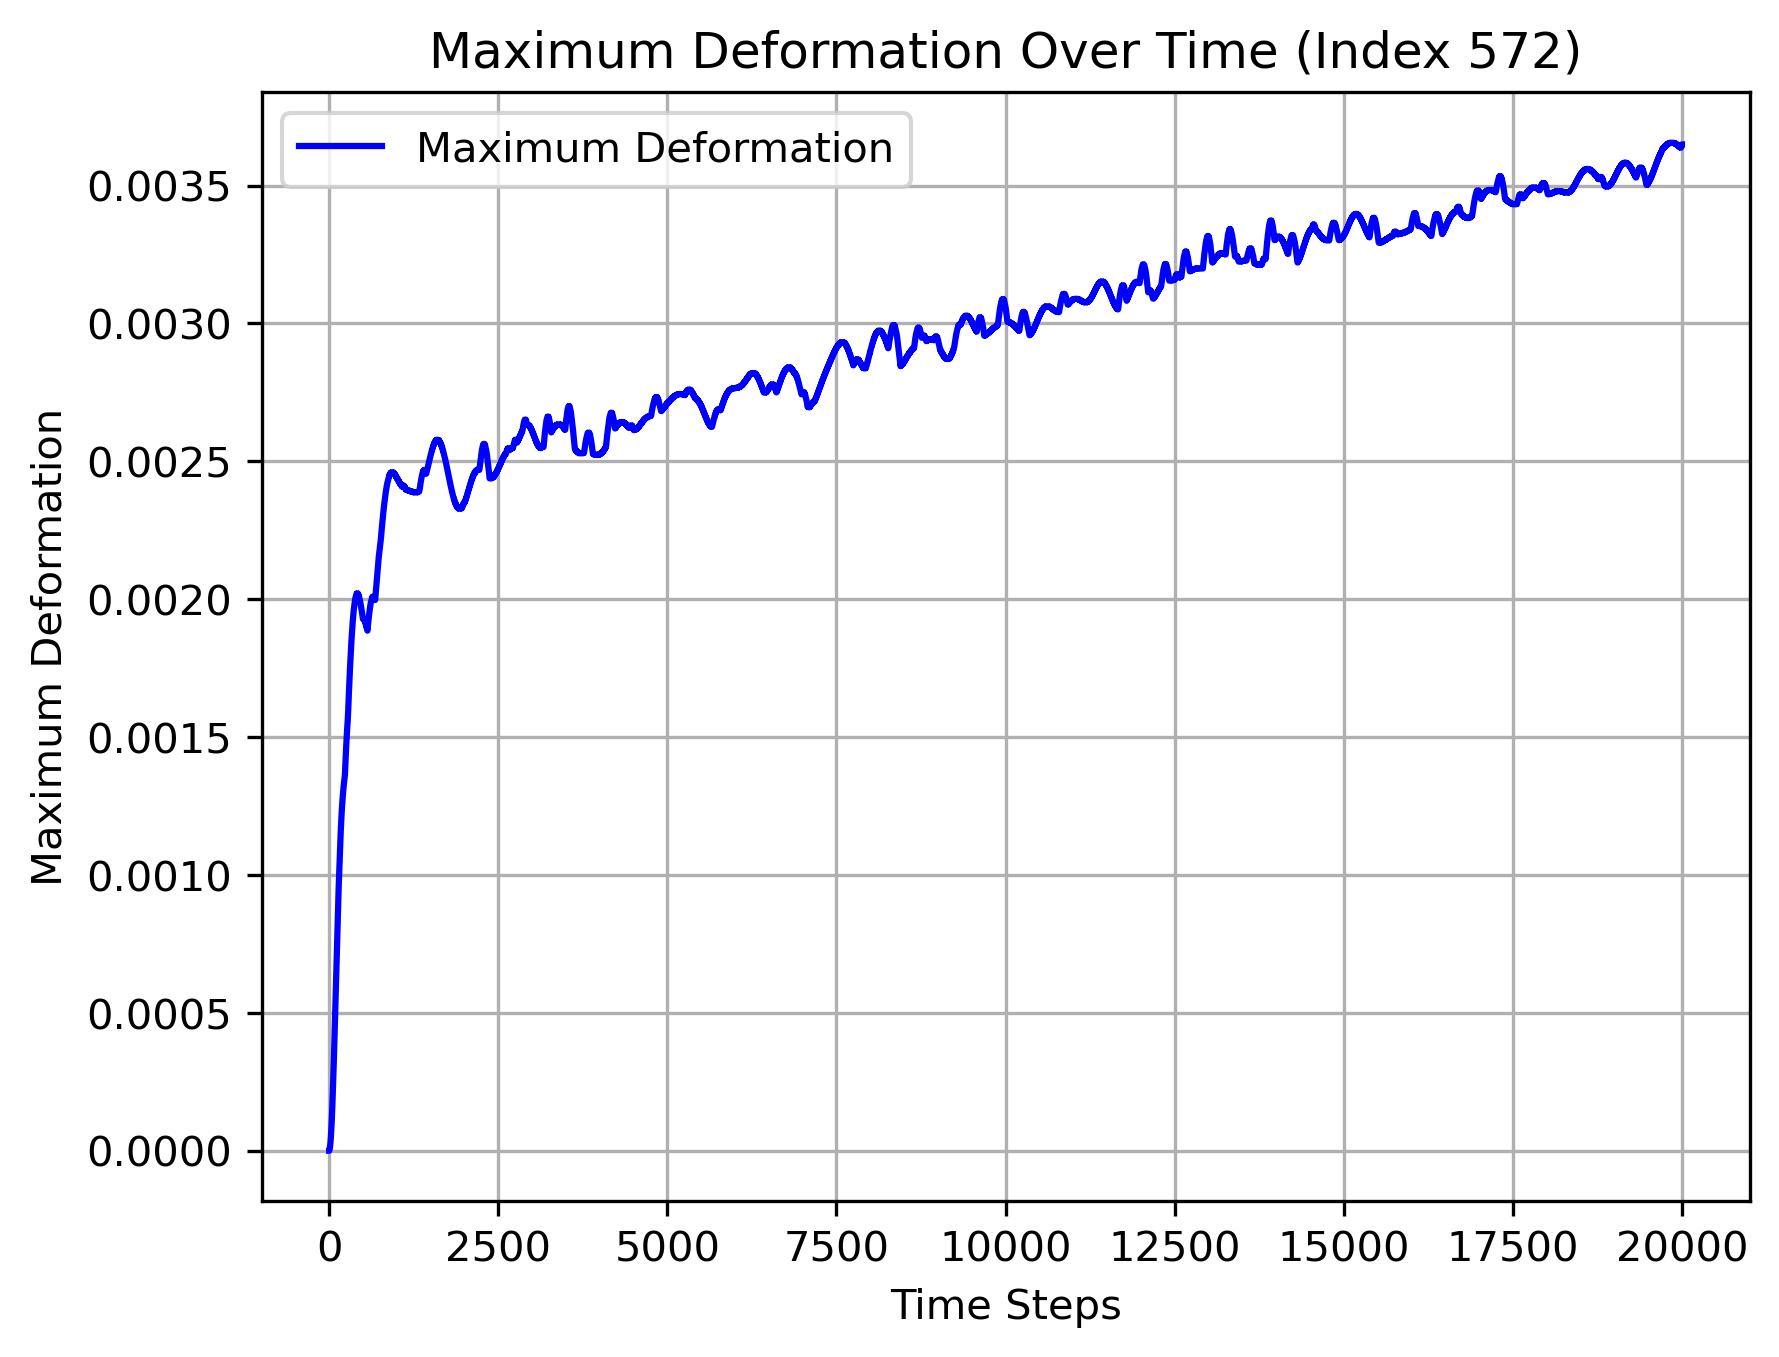 Maximum Deformation Over Time (Index 572)
Maximum Deformation
Maximum Deformation
0.0035
0.0030
0.0025
0.0020
0.0015
0.0010
0.0005
0.0000
0 2500 5000 7500 10000 12500 15000 17500 20000
Time Steps